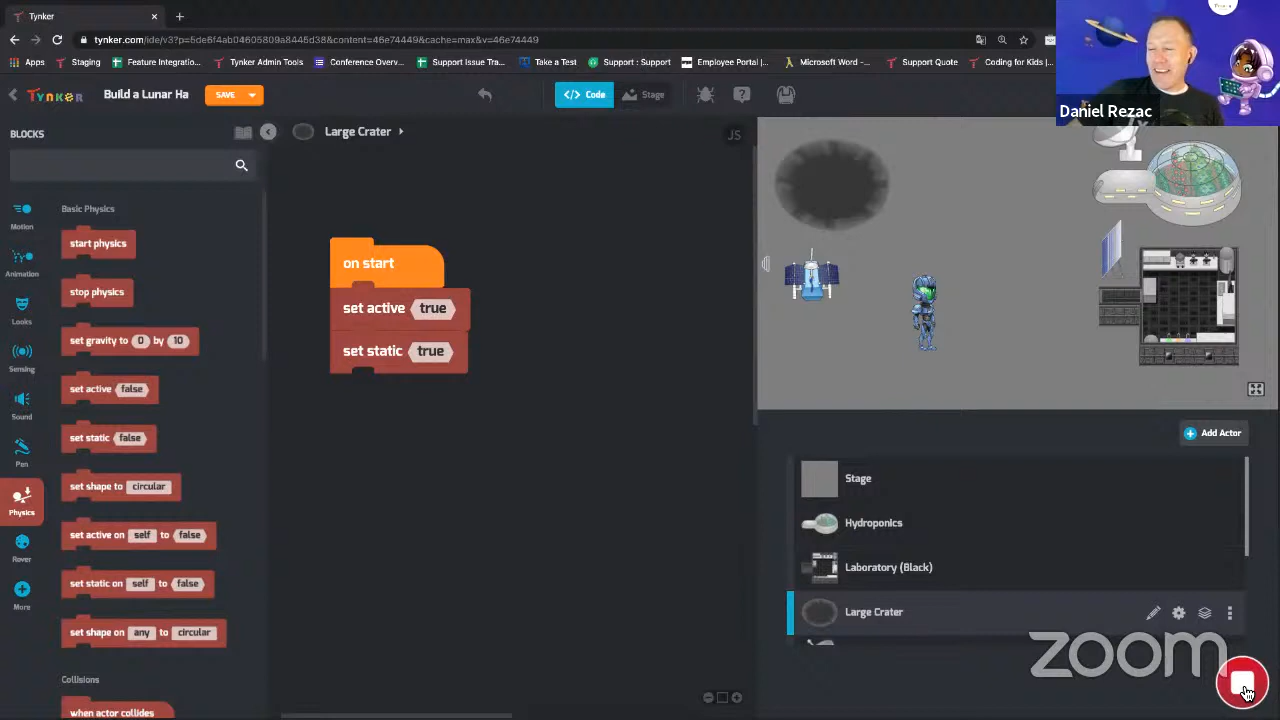 Tynker
tynker.com/ide/v3?p=5de6f4ab04605809a8445d38&content=46e74449&cache=max&v=46e74449
Apps
Staging
Feature Integratio...
Tynker Admin Tools
Conference Overv...
Support Issue Trac...
Take a Test
Support : Support
Employee Portal /...
Microsoft Word -...
Support Quote
Coding for Kids |...
Daniel Rezac
TYNKER
Build a Lunar Ha
SAVE
Code
Stage
BLOCKS
Large Crater
JS
Motion
Animation
Looks
Sensing
Sound
Pen
Physics
Rover
More
Basic Physics
start physics
stop physics
set gravity to 0 by 10
set active false
set static false
set shape to circular
set active on self to false
set static on self to false
set shape on any to circular
Collisions
when actor collides
on start
set active true
set static true
Add Actor
Stage
Hydroponics
Laboratory (Black)
Large Crater
zoom